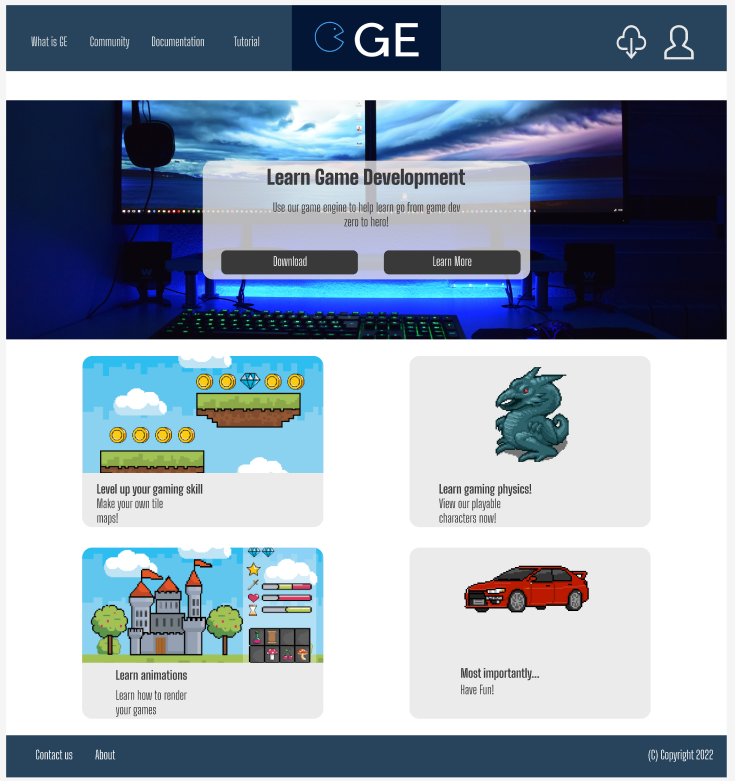 What is GE
Community
Documentation
Tutorial
GE
Learn Game Development
Use our game engine to help learn go from game dev
zero to hero!
Download
Learn More
Level up your gaming skill
Make your own tile
maps!
Learn gaming physics!
View our playable
characters now!
Learn animations
Learn how to render
your games
Most importantly...
Have Fun!
Contact us
About
(C) Copyright 2022